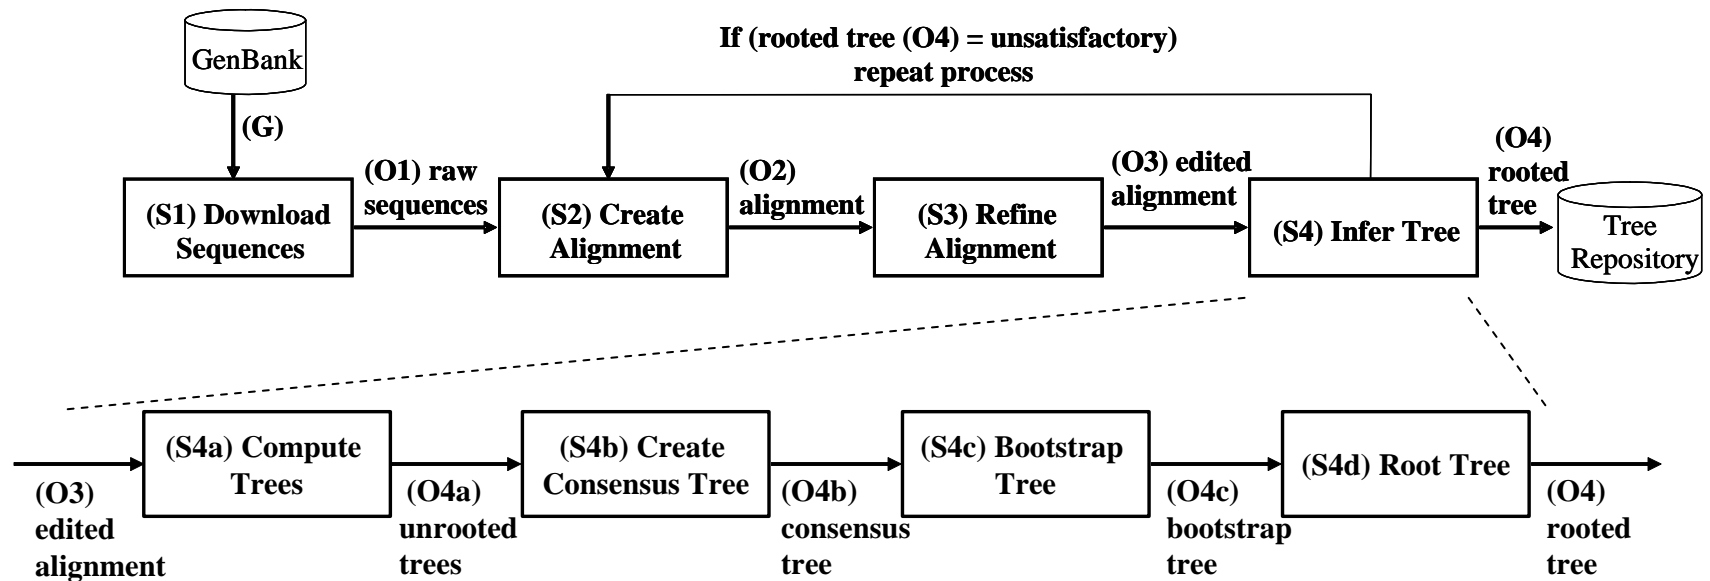 GenBank
If (rooted tree (O4) = unsatisfactory)
repeat process
(G)
(O1) raw
sequences
(O2)
alignment
(O3) edited
alignment
(O4)
rooted
tree
(S1) Download
Sequences
(S2) Create
Alignment
(S3) Refine
Alignment
(S4) Infer Tree
Tree
Repository
(S4a) Compute
Trees
(S4b) Create
Consensus Tree
(S4c) Bootstrap
Tree
(S4d) Root Tree
(O3)
edited
alignment
(O4a)
unrooted
trees
(O4b)
consensus
tree
(O4c)
bootstrap
tree
(O4)
rooted
tree